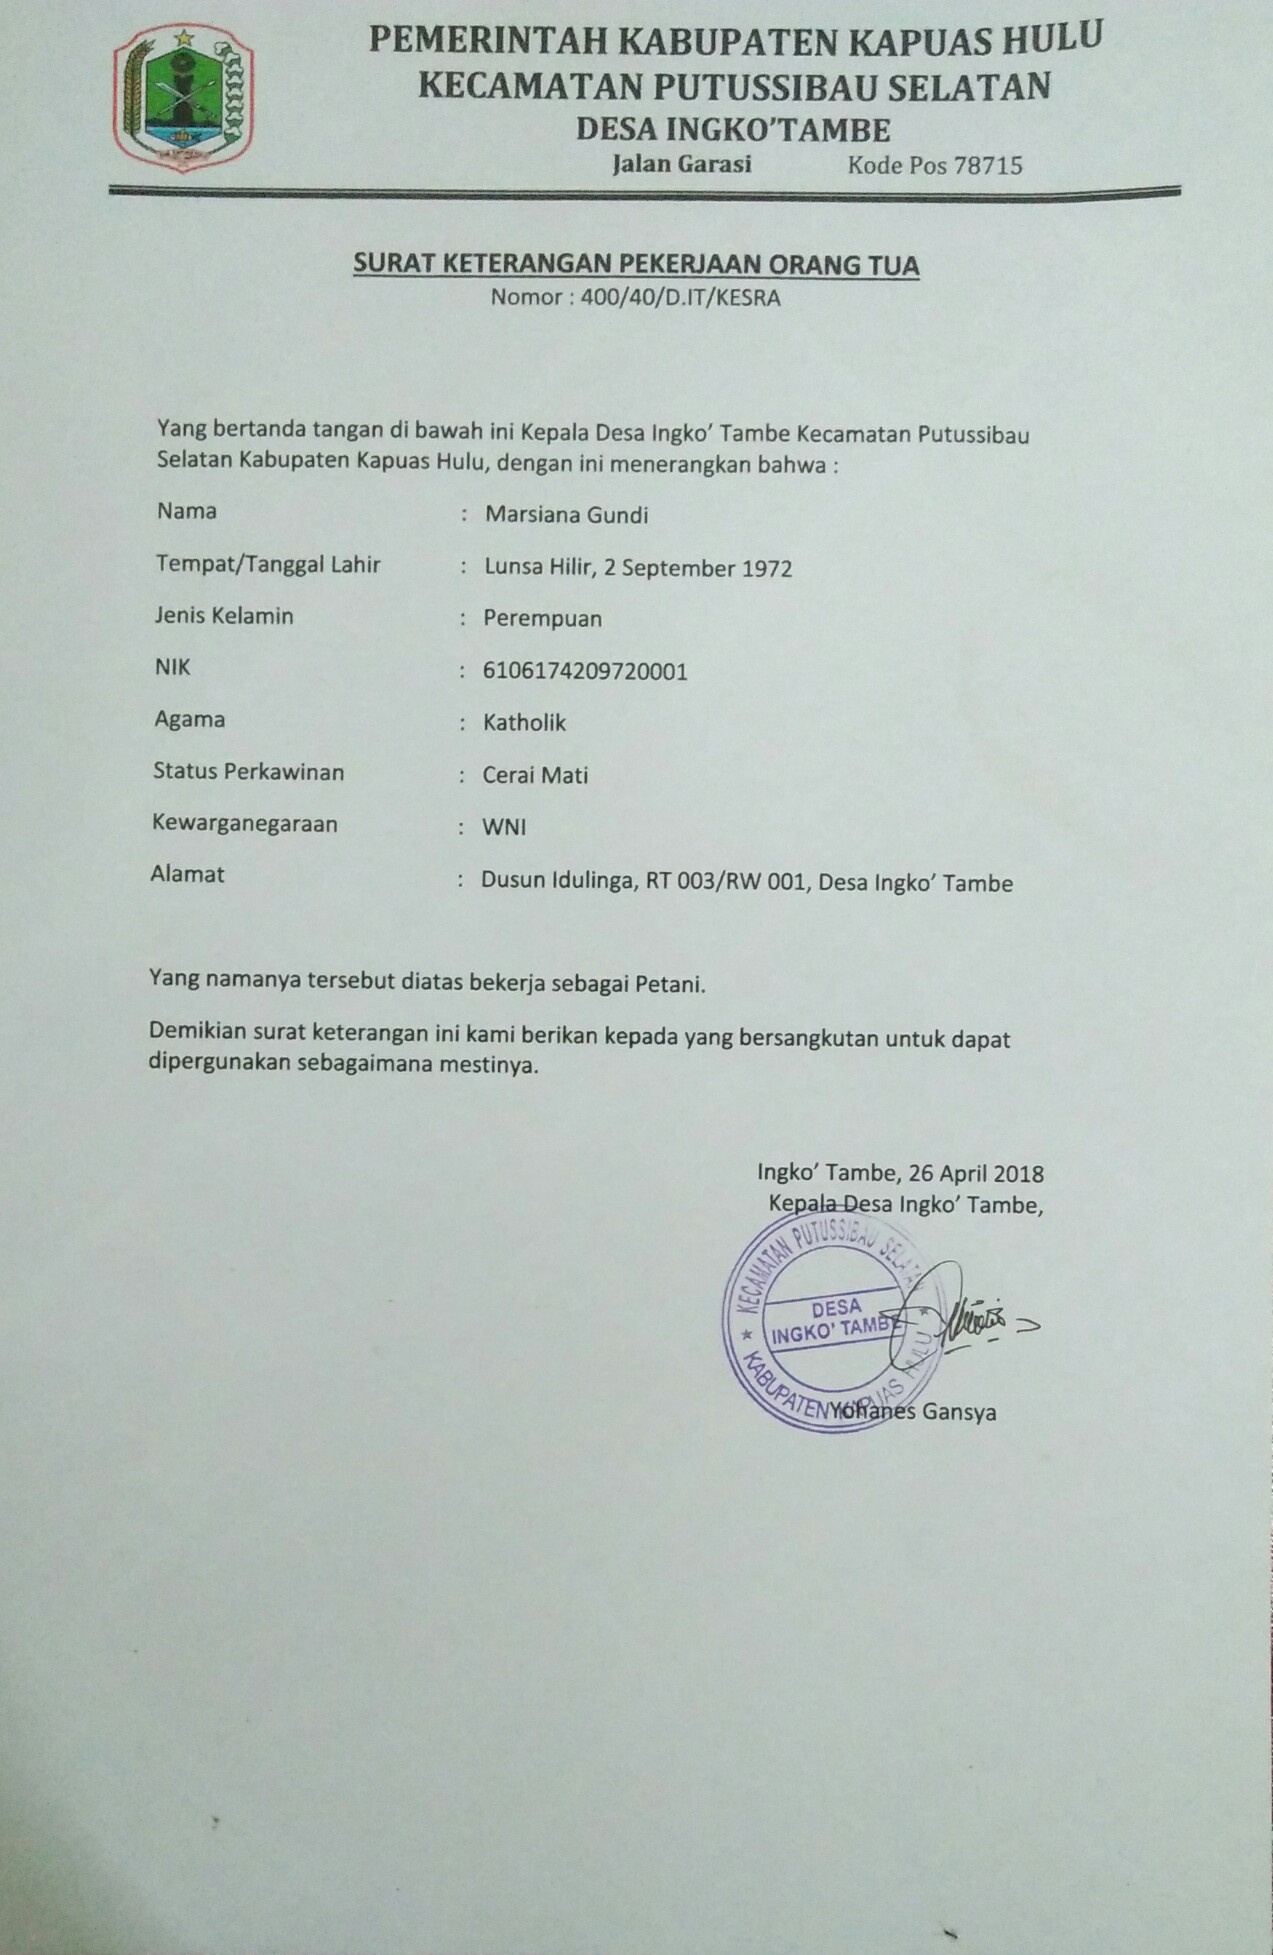 PEMERINTAH KABUPATEN KAPUAS HULU
KECAMATAN PUTUSSIBAU SELATAN
DESA INGKO'TAMBE
Jalan Garasi Kode Pos 78715
SURAT KETERANGAN PEKERJAAN ORANG TUA
Nomor : 400/40/D.IT/KESRA
Yang bertanda tangan di bawah ini Kepala Desa Ingko' Tambe Kecamatan Putussibau
Selatan Kabupaten Kapuas Hulu, dengan ini menerangkan bahwa :
Nama : Marsiana Gundi
Tempat/Tanggal Lahir : Lunsa Hilir, 2 September 1972
Jenis Kelamin : Perempuan
NIK : 6106174209720001
Agama : Katholik
Status Perkawinan : Cerai Mati
Kewarganegaraan : WNI
Alamat : Dusun Idulinga, RT 003/RW 001, Desa Ingko' Tambe
Yang namanya tersebut diatas bekerja sebagai Petani.
Demikian surat keterangan ini kami berikan kepada yang bersangkutan untuk dapat
dipergunakan sebagaimana mestinya.
Ingko' Tambe, 26 April 2018
Kepala Desa Ingko' Tambe,
KECAMATAN PUTUSSIBAU SELATAN
DESA
INGKO' TAMBE
KABUPATEN KAPUAS HULU
Yohanes Gansya